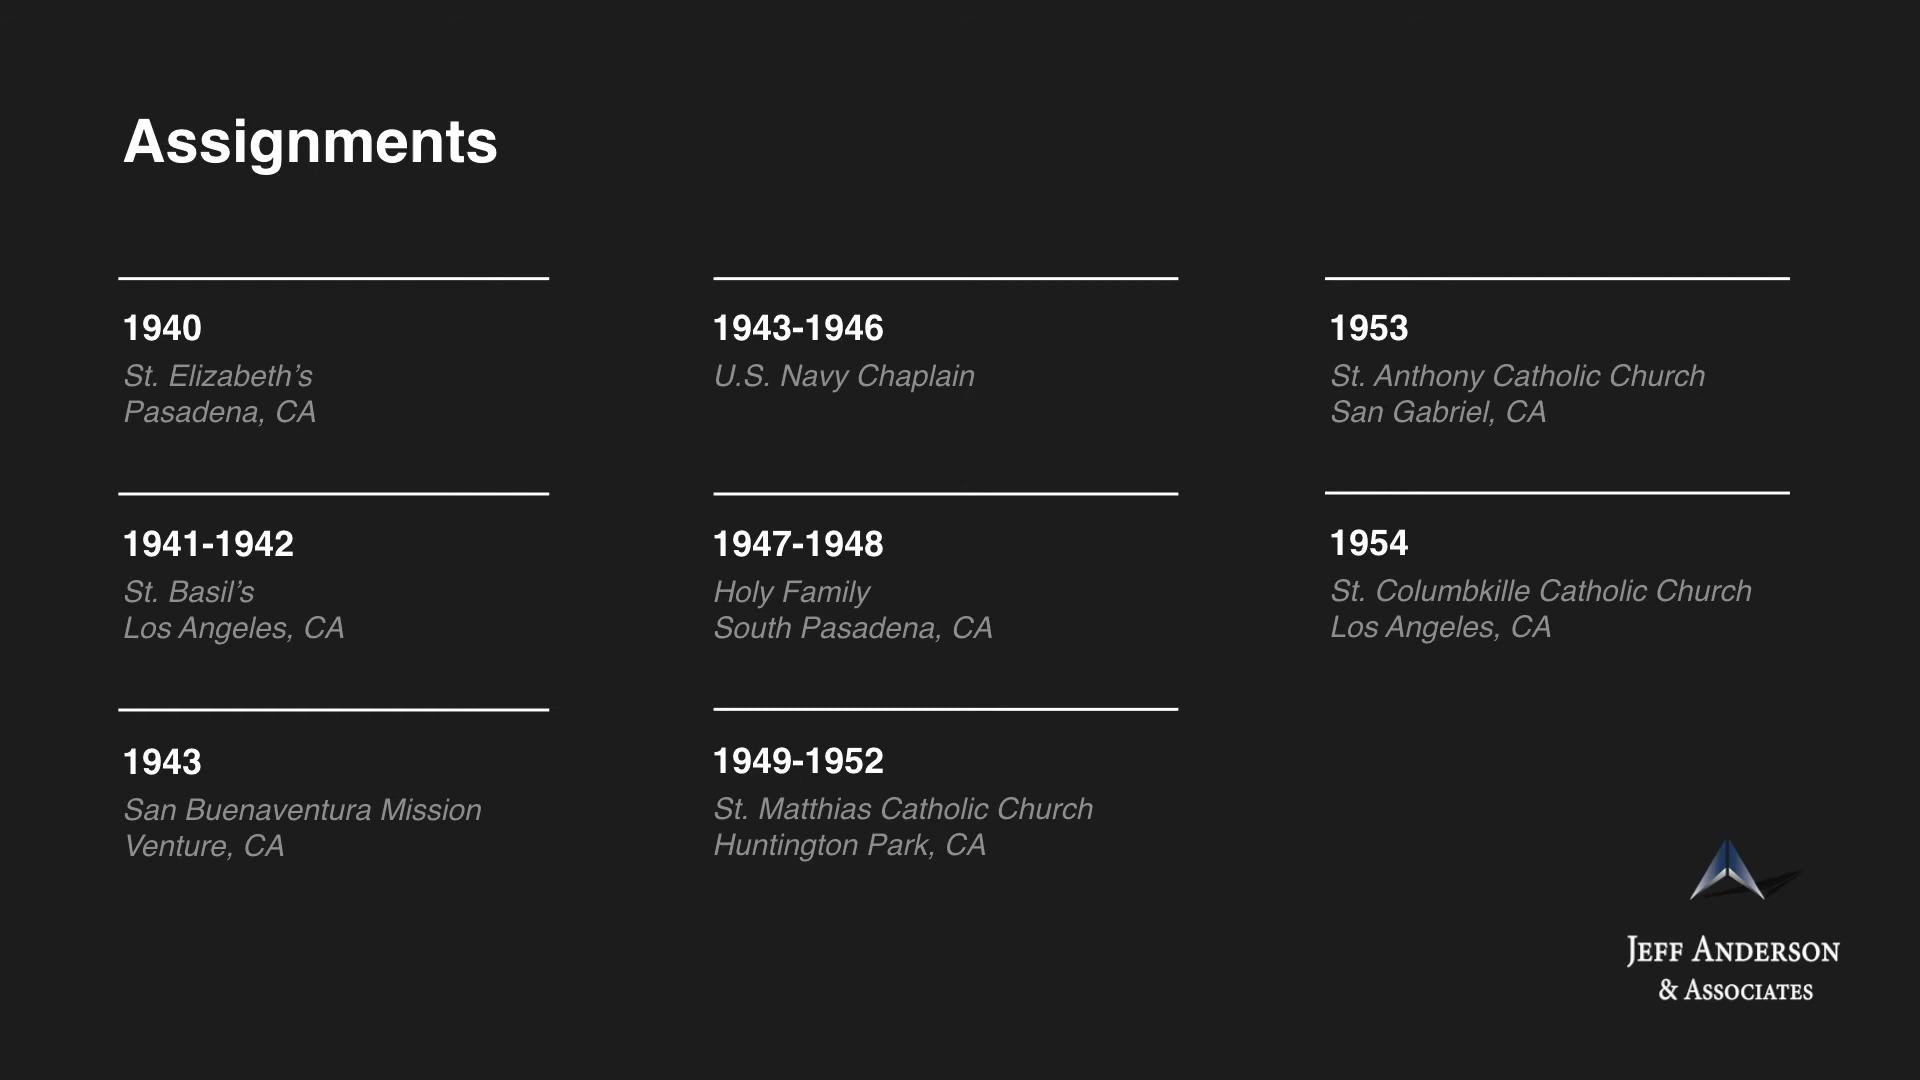 Assignments
1940
St. Elizabeth’s
Pasadena, CA
1941-1942
St. Basil’s
Los Angeles, CA
1943
San Buenaventura Mission
Venture, CA
1943-1946
U.S. Navy Chaplain
1947-1948
Holy Family
South Pasadena, CA
1949-1952
St. Matthias Catholic Church
Huntington Park, CA
1953
St. Anthony Catholic Church
San Gabriel, CA
1954
St. Columbkille Catholic Church
Los Angeles, CA
JEFF ANDERSON
& ASSOCIATES